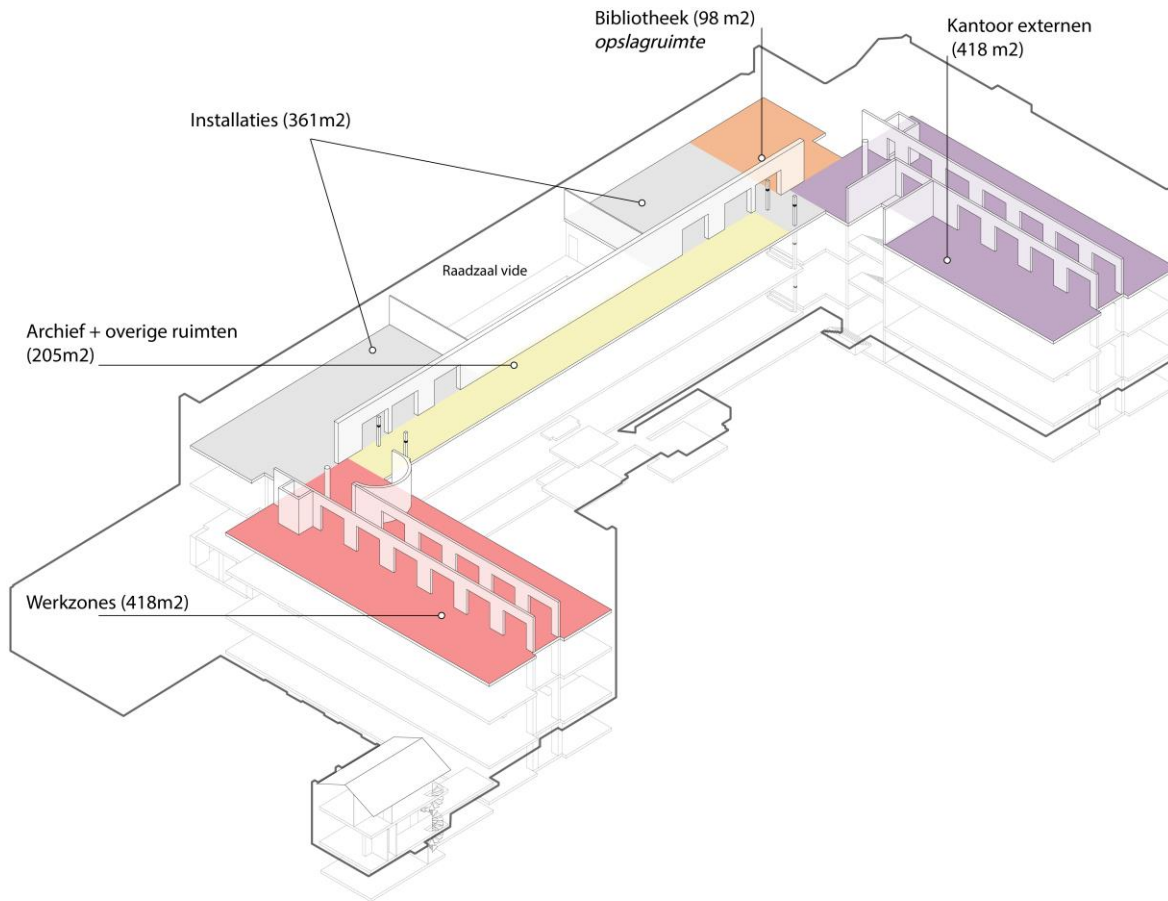 Bibliotheek (98 m2)
opslagruimte
Kantoor externen
(418 m2)
Installaties (361m2)
Raadzaal vide
Archief + overige ruimten
(205m2)
Werkzones (418m2)